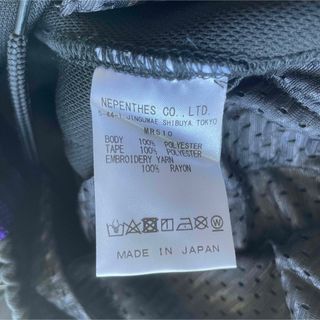 NEPENTHES CO., LTD.
5-44-1 JINGUMAE SHIBUYA. TOKYO
MR510
BODY 100% POLYESTER
TAPE 100% POLYESTER
EMBROIDERY YARN
100% RAYON
MADE IN JAPAN